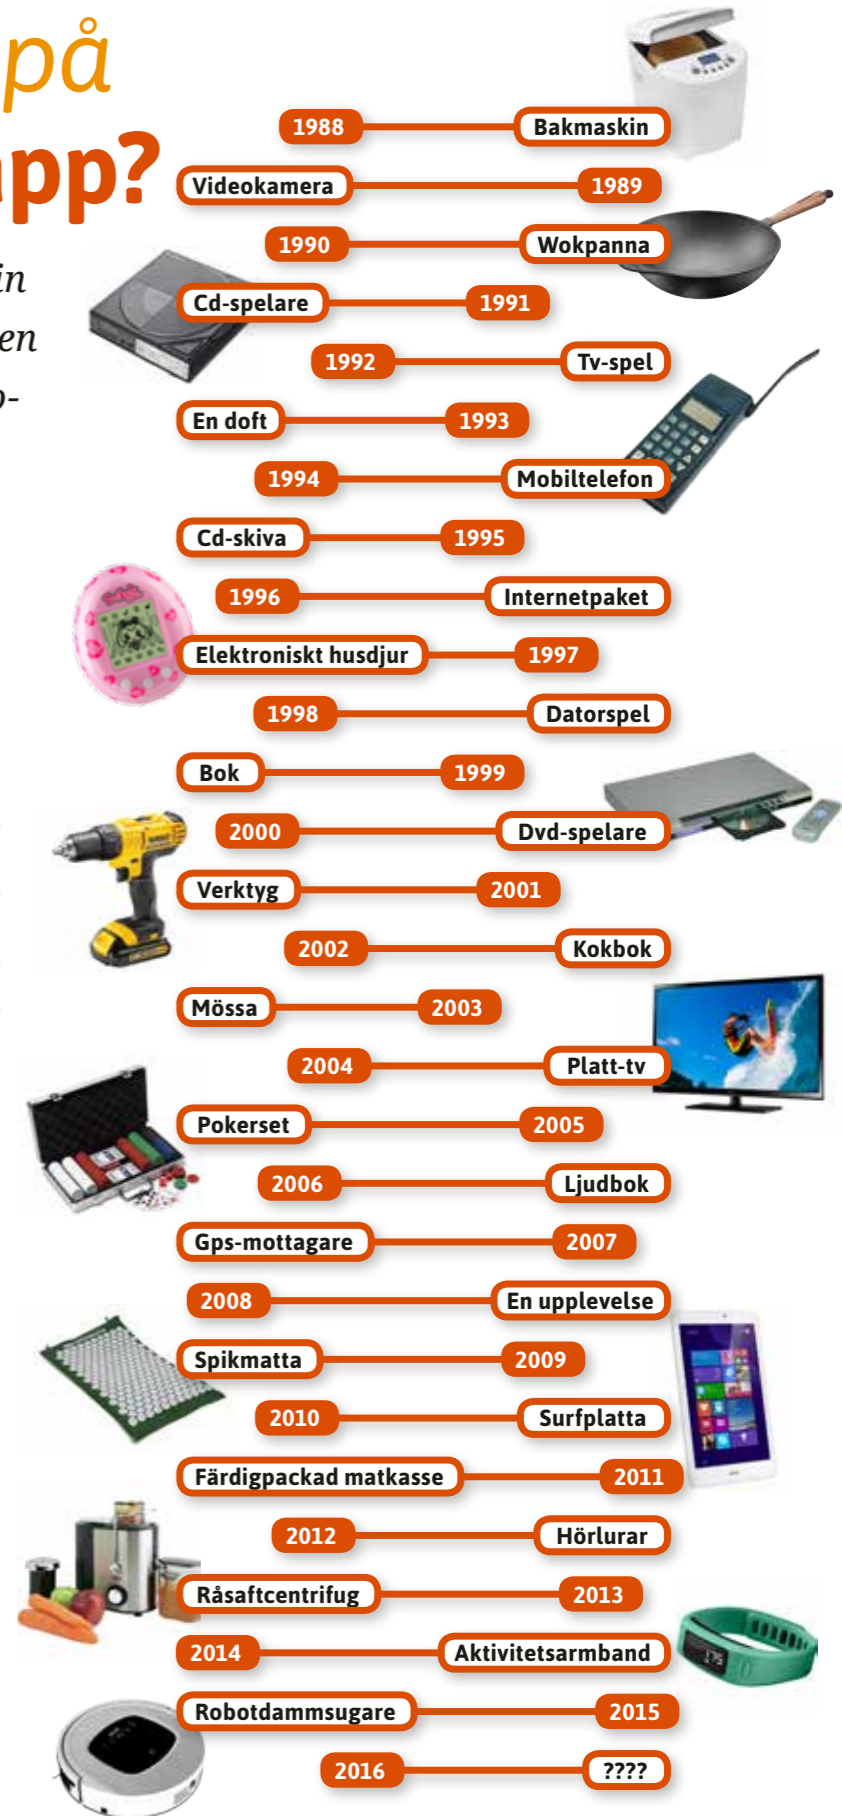 på
app?
in
en
o-
1988 Bakmaskin
Videokamera 1989
1990 Wokpanna
Cd-spelare 1991
1992 Tv-spel
En doft 1993
1994 Mobiltelefon
Cd-skiva 1995
1996 Internetpaket
Elektroniskt husdjur 1997
1998 Datorspel
Bok 1999
2000 Dvd-spelare
Verktyg 2001
2002 Kokbok
Mössa 2003
2004 Platt-tv
Pokerset 2005
2006 Ljudbok
Gps-mottagare 2007
2008 En upplevelse
Spikmatta 2009
2010 Surfplatta
Färdigpackad matkasse 2011
2012 Hörlurar
Råsaftcentrifug 2013
2014 Aktivitetsarmband
175
Robotdammsugare 2015
2016 ????